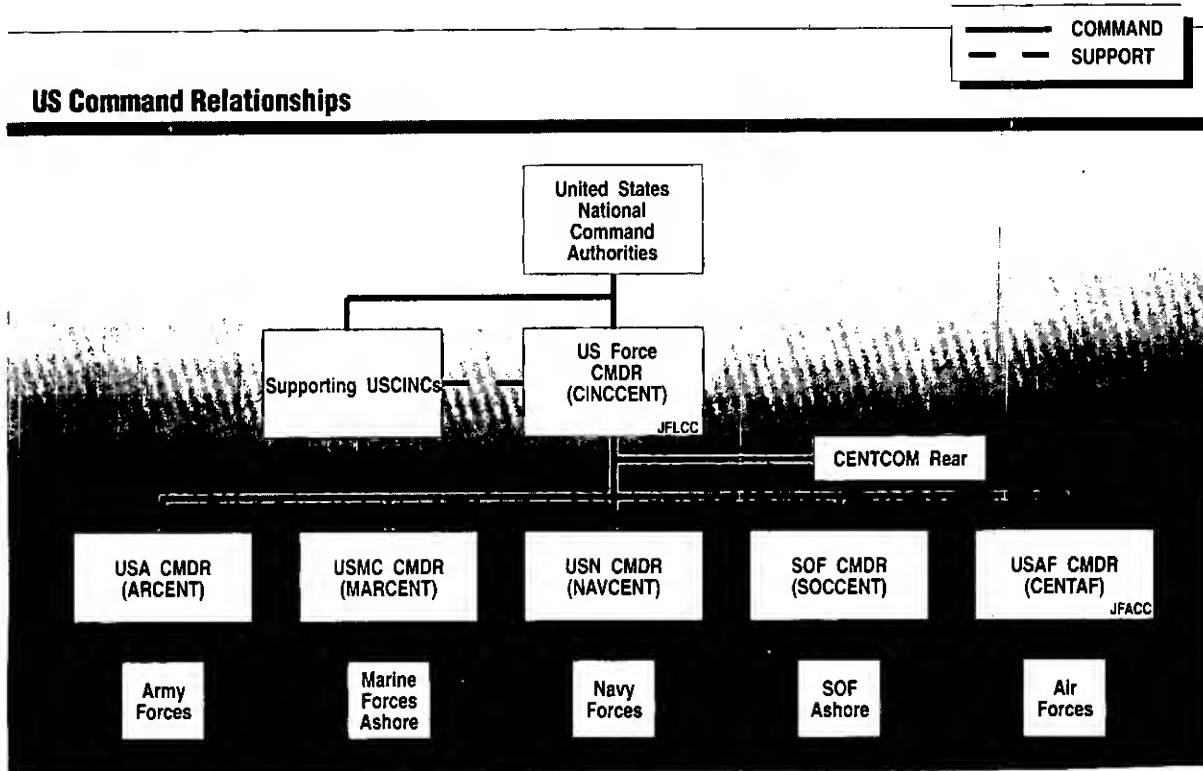 COMMAND
SUPPORT
US Command Relationships
United States
National
Command
Authorities
Supporting USCINCs
US Force
CMDR
(CINCCENT)
JFLCC
CENTCOM Rear
USA CMDR
(ARCENT)
USMC CMDR
(MARCENT)
USN CMDR
(NAVCENT)
SOF CMDR
(SOCCENT)
USAF CMDR
(CENTAF)
JFACC
Army
Forces
Marine
Forces
Ashore
Navy
Forces
SOF
Ashore
Air
Forces